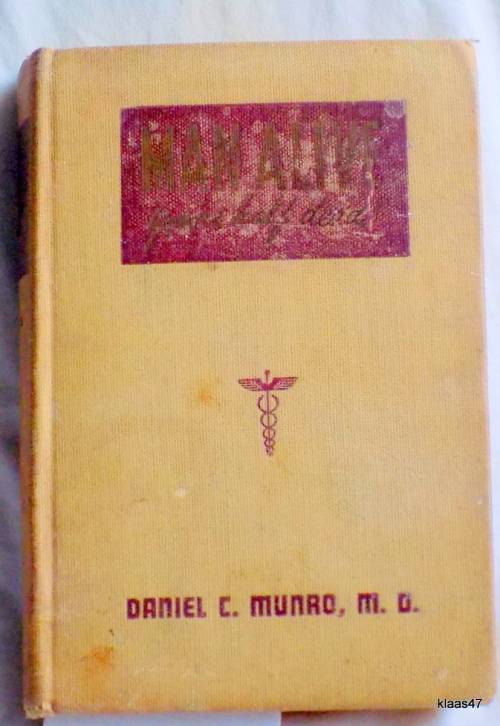 MAN ALIVE
you're half dead!
DANIEL C. MUNRO, M. D.
klaas47